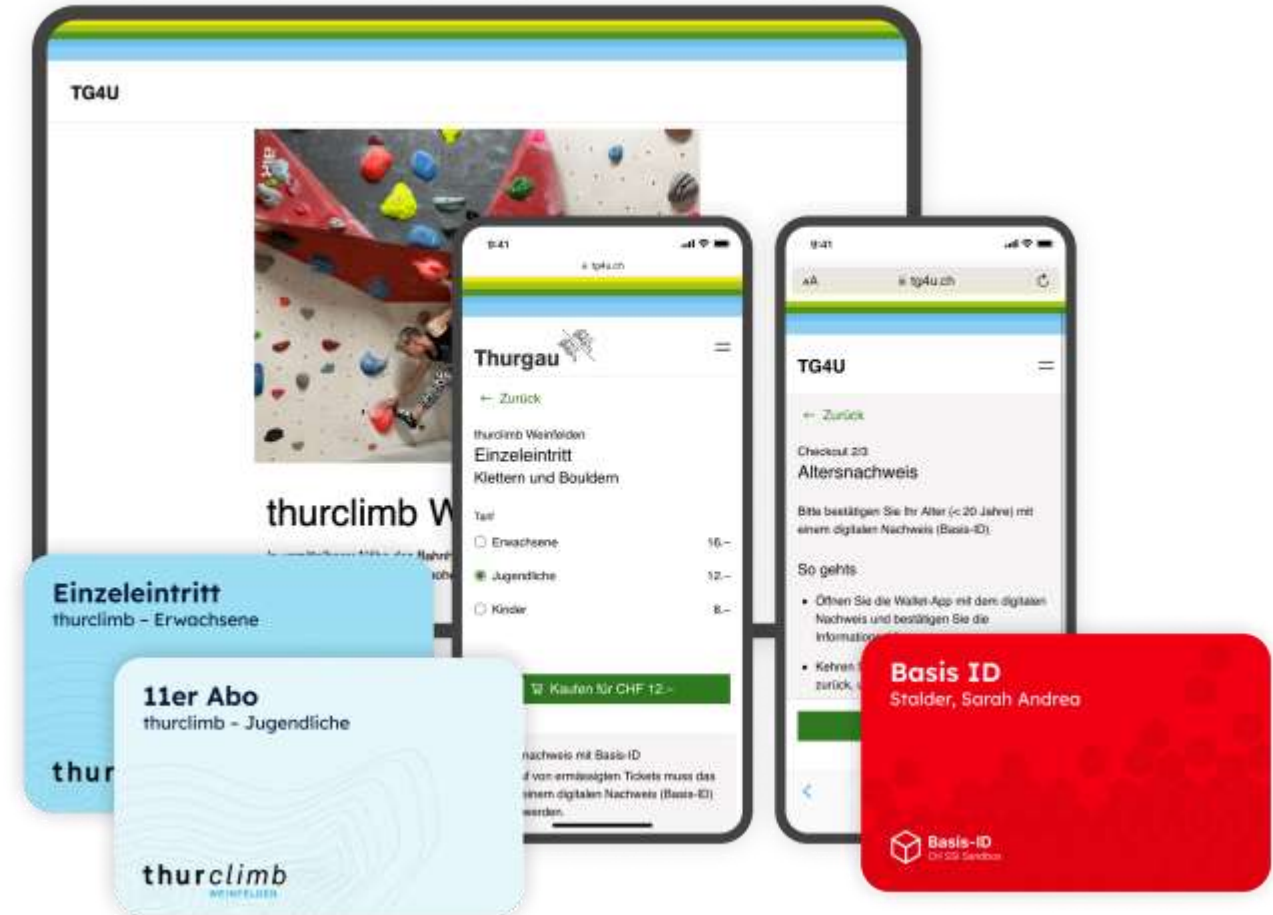 TG4U
thurclimb W
9:41
tg4u.ch
Thurgau
← Zurück
thurclimb Weinfelden
Einzeleintritt
Klettern und Bouldern
Tarif
Erwachsene 16.–
Jugendliche 12.–
Kinder 8.–
Kaufen für CHF 12.–
nachweis mit Basis-ID
f von ermässigten Tickets muss das
einem digitalen Nachweis (Basis-ID)
werden.
9:41
AA tg4u.ch
TG4U
← Zurück
Checkout 2/3
Altersnachweis
Bitte bestätigen Sie Ihr Alter (< 20 Jahre) mit
einem digitalen Nachweis (Basis-ID)
So gehts
• Öffnen Sie die Wallet-App mit dem digitalen
Nachweis und bestätigen Sie die
Information
• Kehren
zurück,
Einzeleintritt
thurclimb – Erwachsene
thur
11er Abo
thurclimb – Jugendliche
thurclimb
WEINFELDEN
Basis ID
Stalder, Sarah Andrea
Basis-ID
CH SSI Sandbox